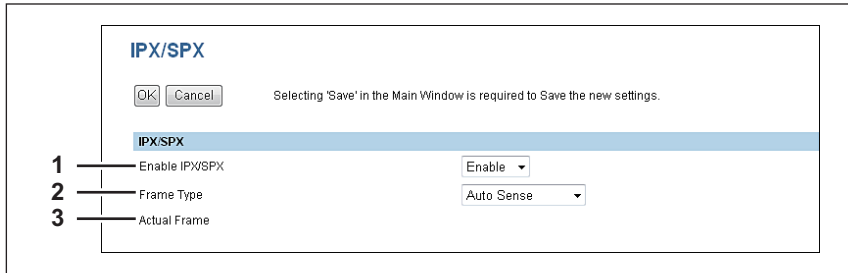 IPX/SPX
OK Cancel Selecting 'Save' in the Main Window is required to Save the new settings.
IPX/SPX
1 Enable IPX/SPX Enable
2 Frame Type Auto Sense
3 Actual Frame